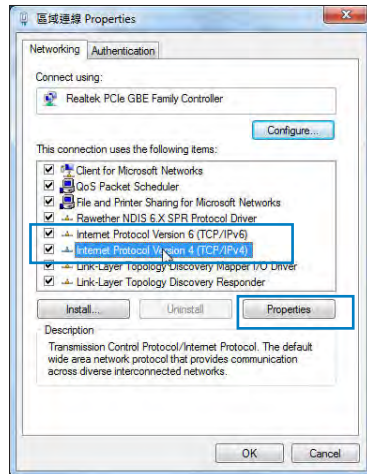 區域連線 Properties
Networking Authentication
Connect using:
Realtek PCIe GBE Family Controller
Configure...
This connection uses the following items:
Client for Microsoft Networks
QoS Packet Scheduler
File and Printer Sharing for Microsoft Networks
Rawether NDIS 6.X SPR Protocol Driver
Internet Protocol Version 6 (TCP/IPv6)
Internet Protocol Version 4 (TCP/IPv4)
Link-Layer Topology Discovery Mapper I/O Driver
Link-Layer Topology Discovery Responder
Install... Uninstall Properties
Description
Transmission Control Protocol/Internet Protocol. The default
wide area network protocol that provides communication
across diverse interconnected networks.
OK Cancel